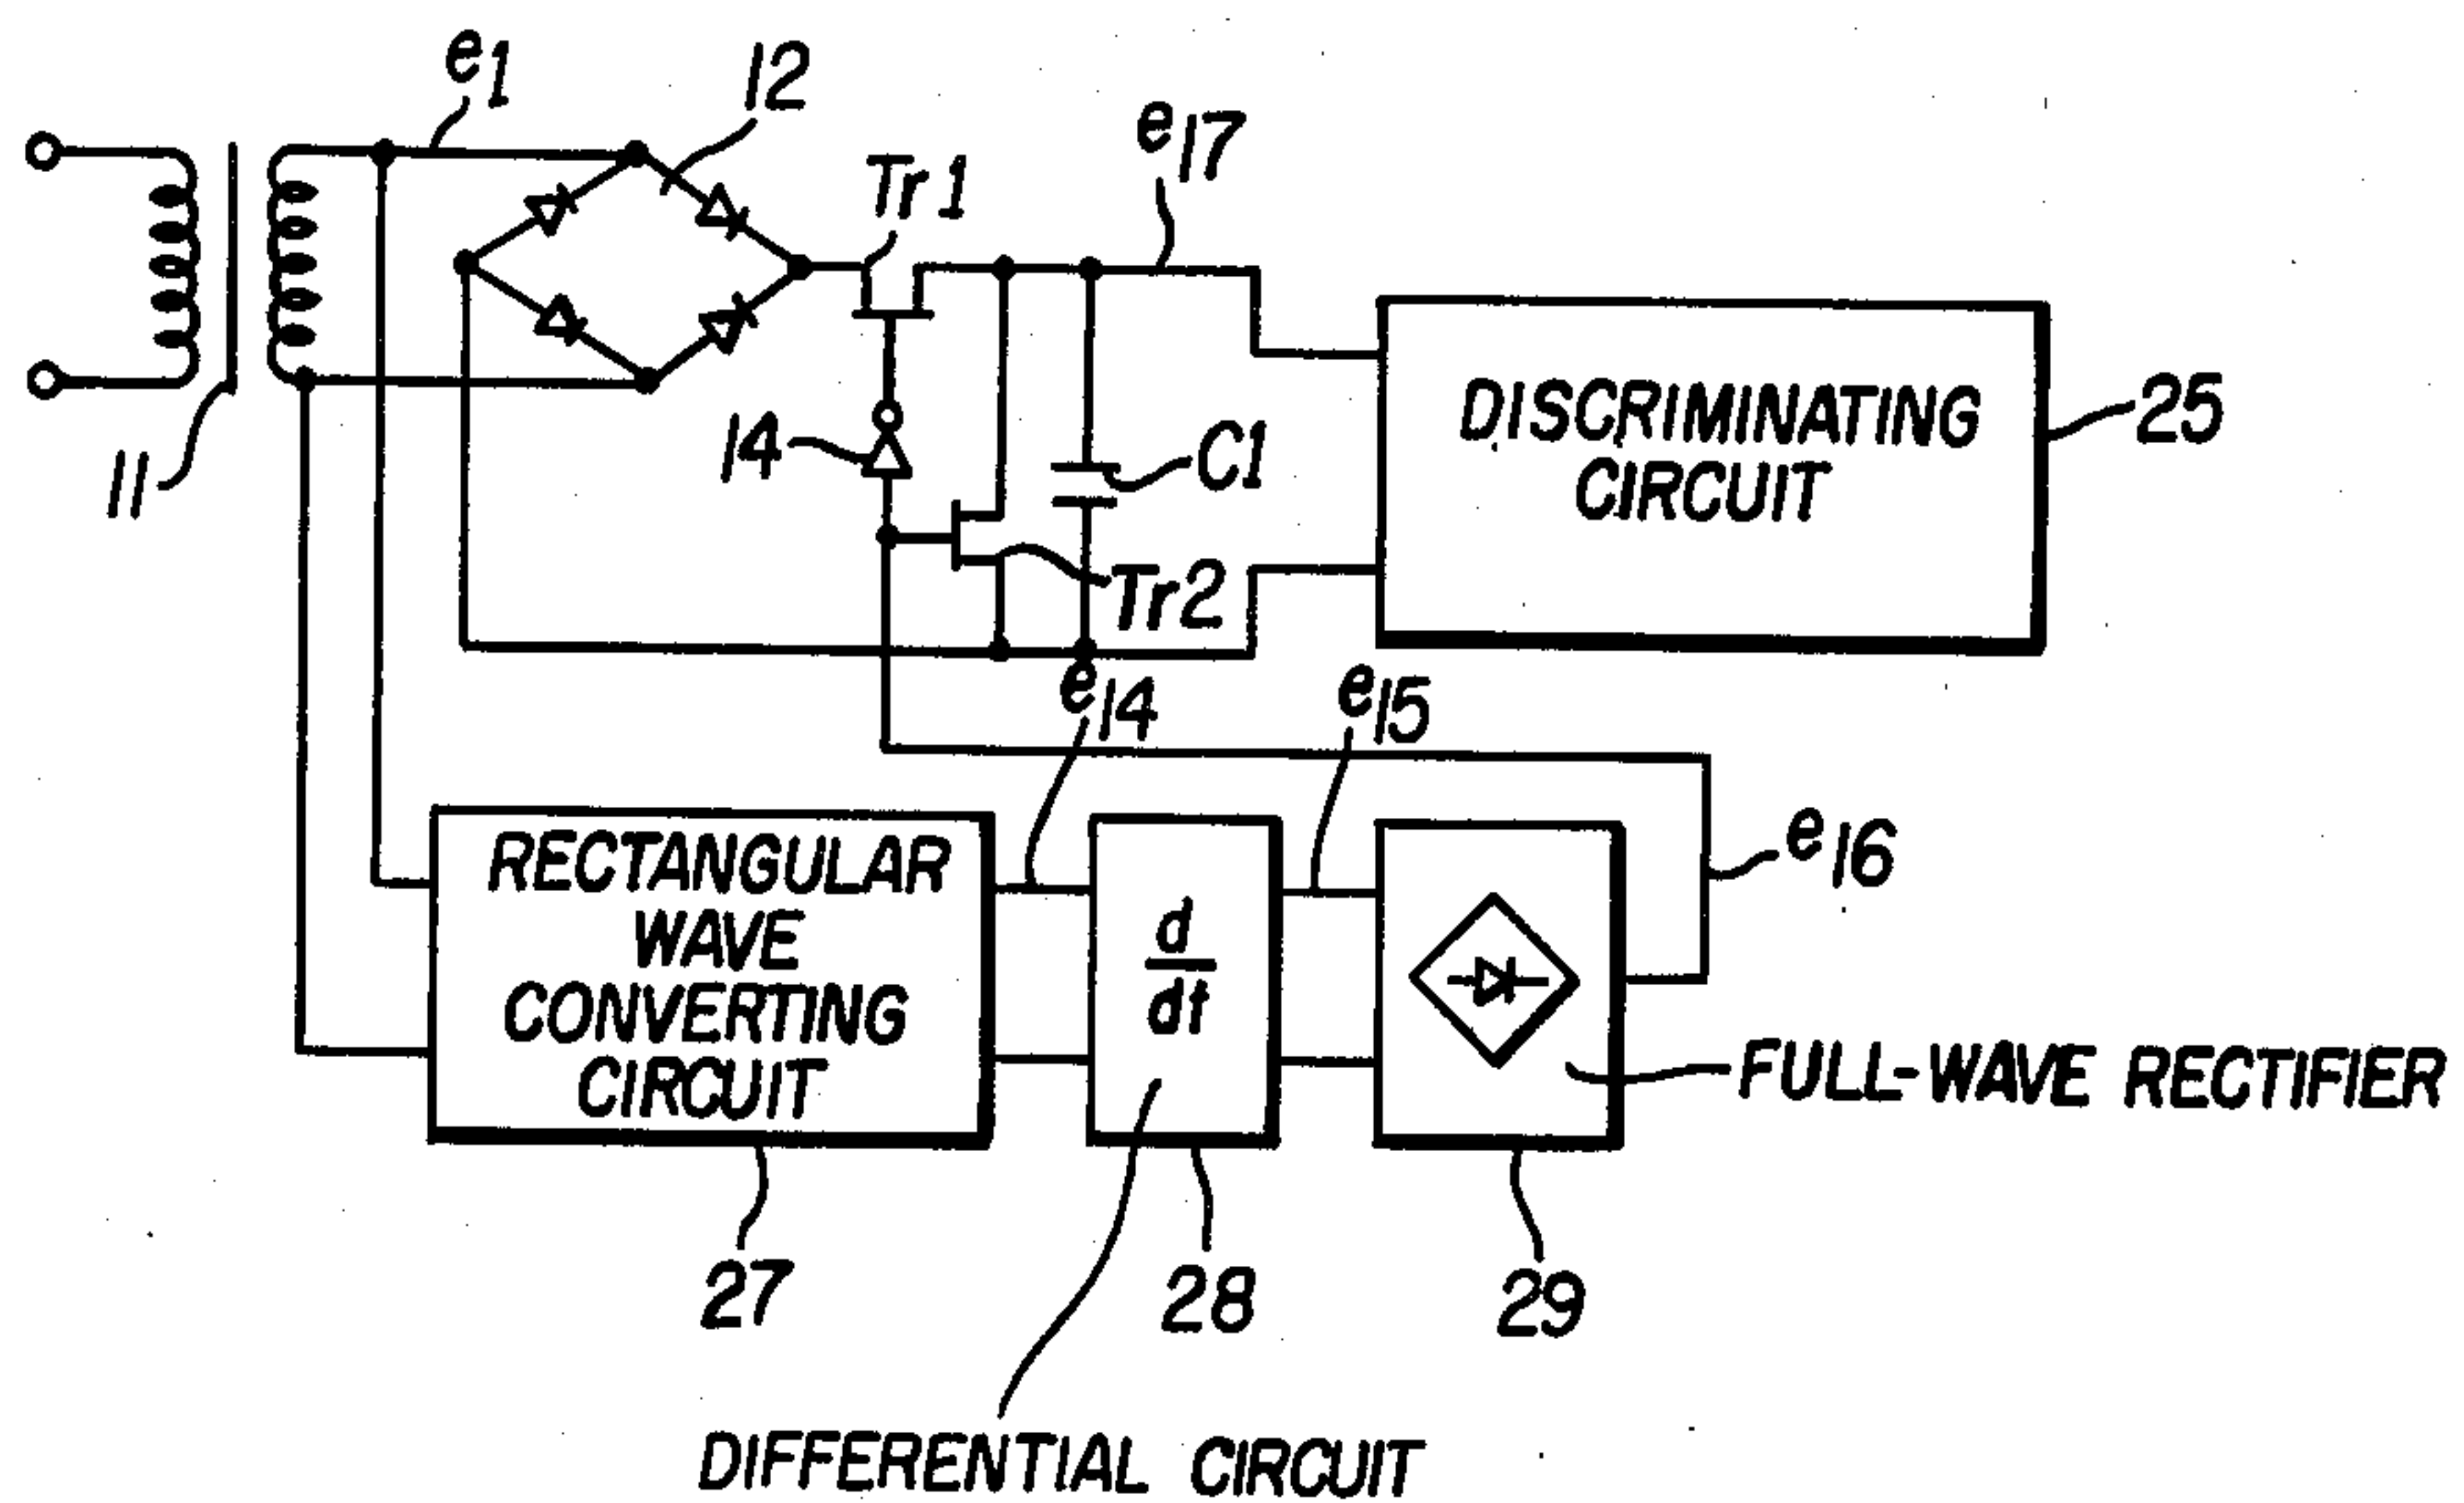 e1
12
Tr1
e17
11
14
C1
DISCRIMINATING
CIRCUIT
25
Tr2
e14
e15
e16
RECTANGULAR
WAVE
CONVERTING
CIRCUIT
d
dt
FULL-WAVE RECTIFIER
27
28
29
DIFFERENTIAL CIRCUIT